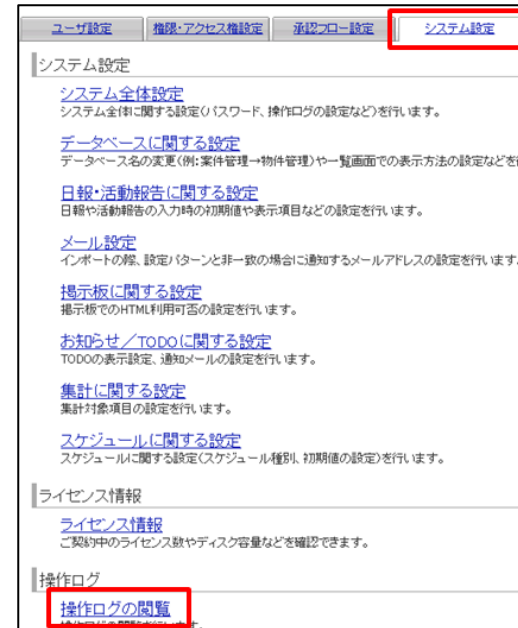 ユーザ設定 権限・アクセス権設定 承認フロー設定 システム設定
システム設定
システム全体設定
システム全体に関する設定(パスワード、操作ログの設定など)を行います。
データベースに関する設定
データベース名の変更(例:案件管理→物件管理)や一覧画面での表示方法の設定などを行
日報・活動報告に関する設定
日報や活動報告の入力時の初期値や表示項目などの設定を行います。
メール設定
インポートの際、設定パターンと非一致の場合に通知するメールアドレスの設定を行います。
掲示板に関する設定
掲示板でのHTML利用可否の設定を行います。
お知らせ/TODOに関する設定
TODOの表示設定、通知メールの設定を行います。
集計に関する設定
集計対象項目の設定を行います。
スケジュールに関する設定
スケジュールに関する設定(スケジュール種別、初期値の設定)を行います。
ライセンス情報
ライセンス情報
ご契約中のライセンス数やディスク容量などを確認できます。
操作ログ
操作ログの閲覧